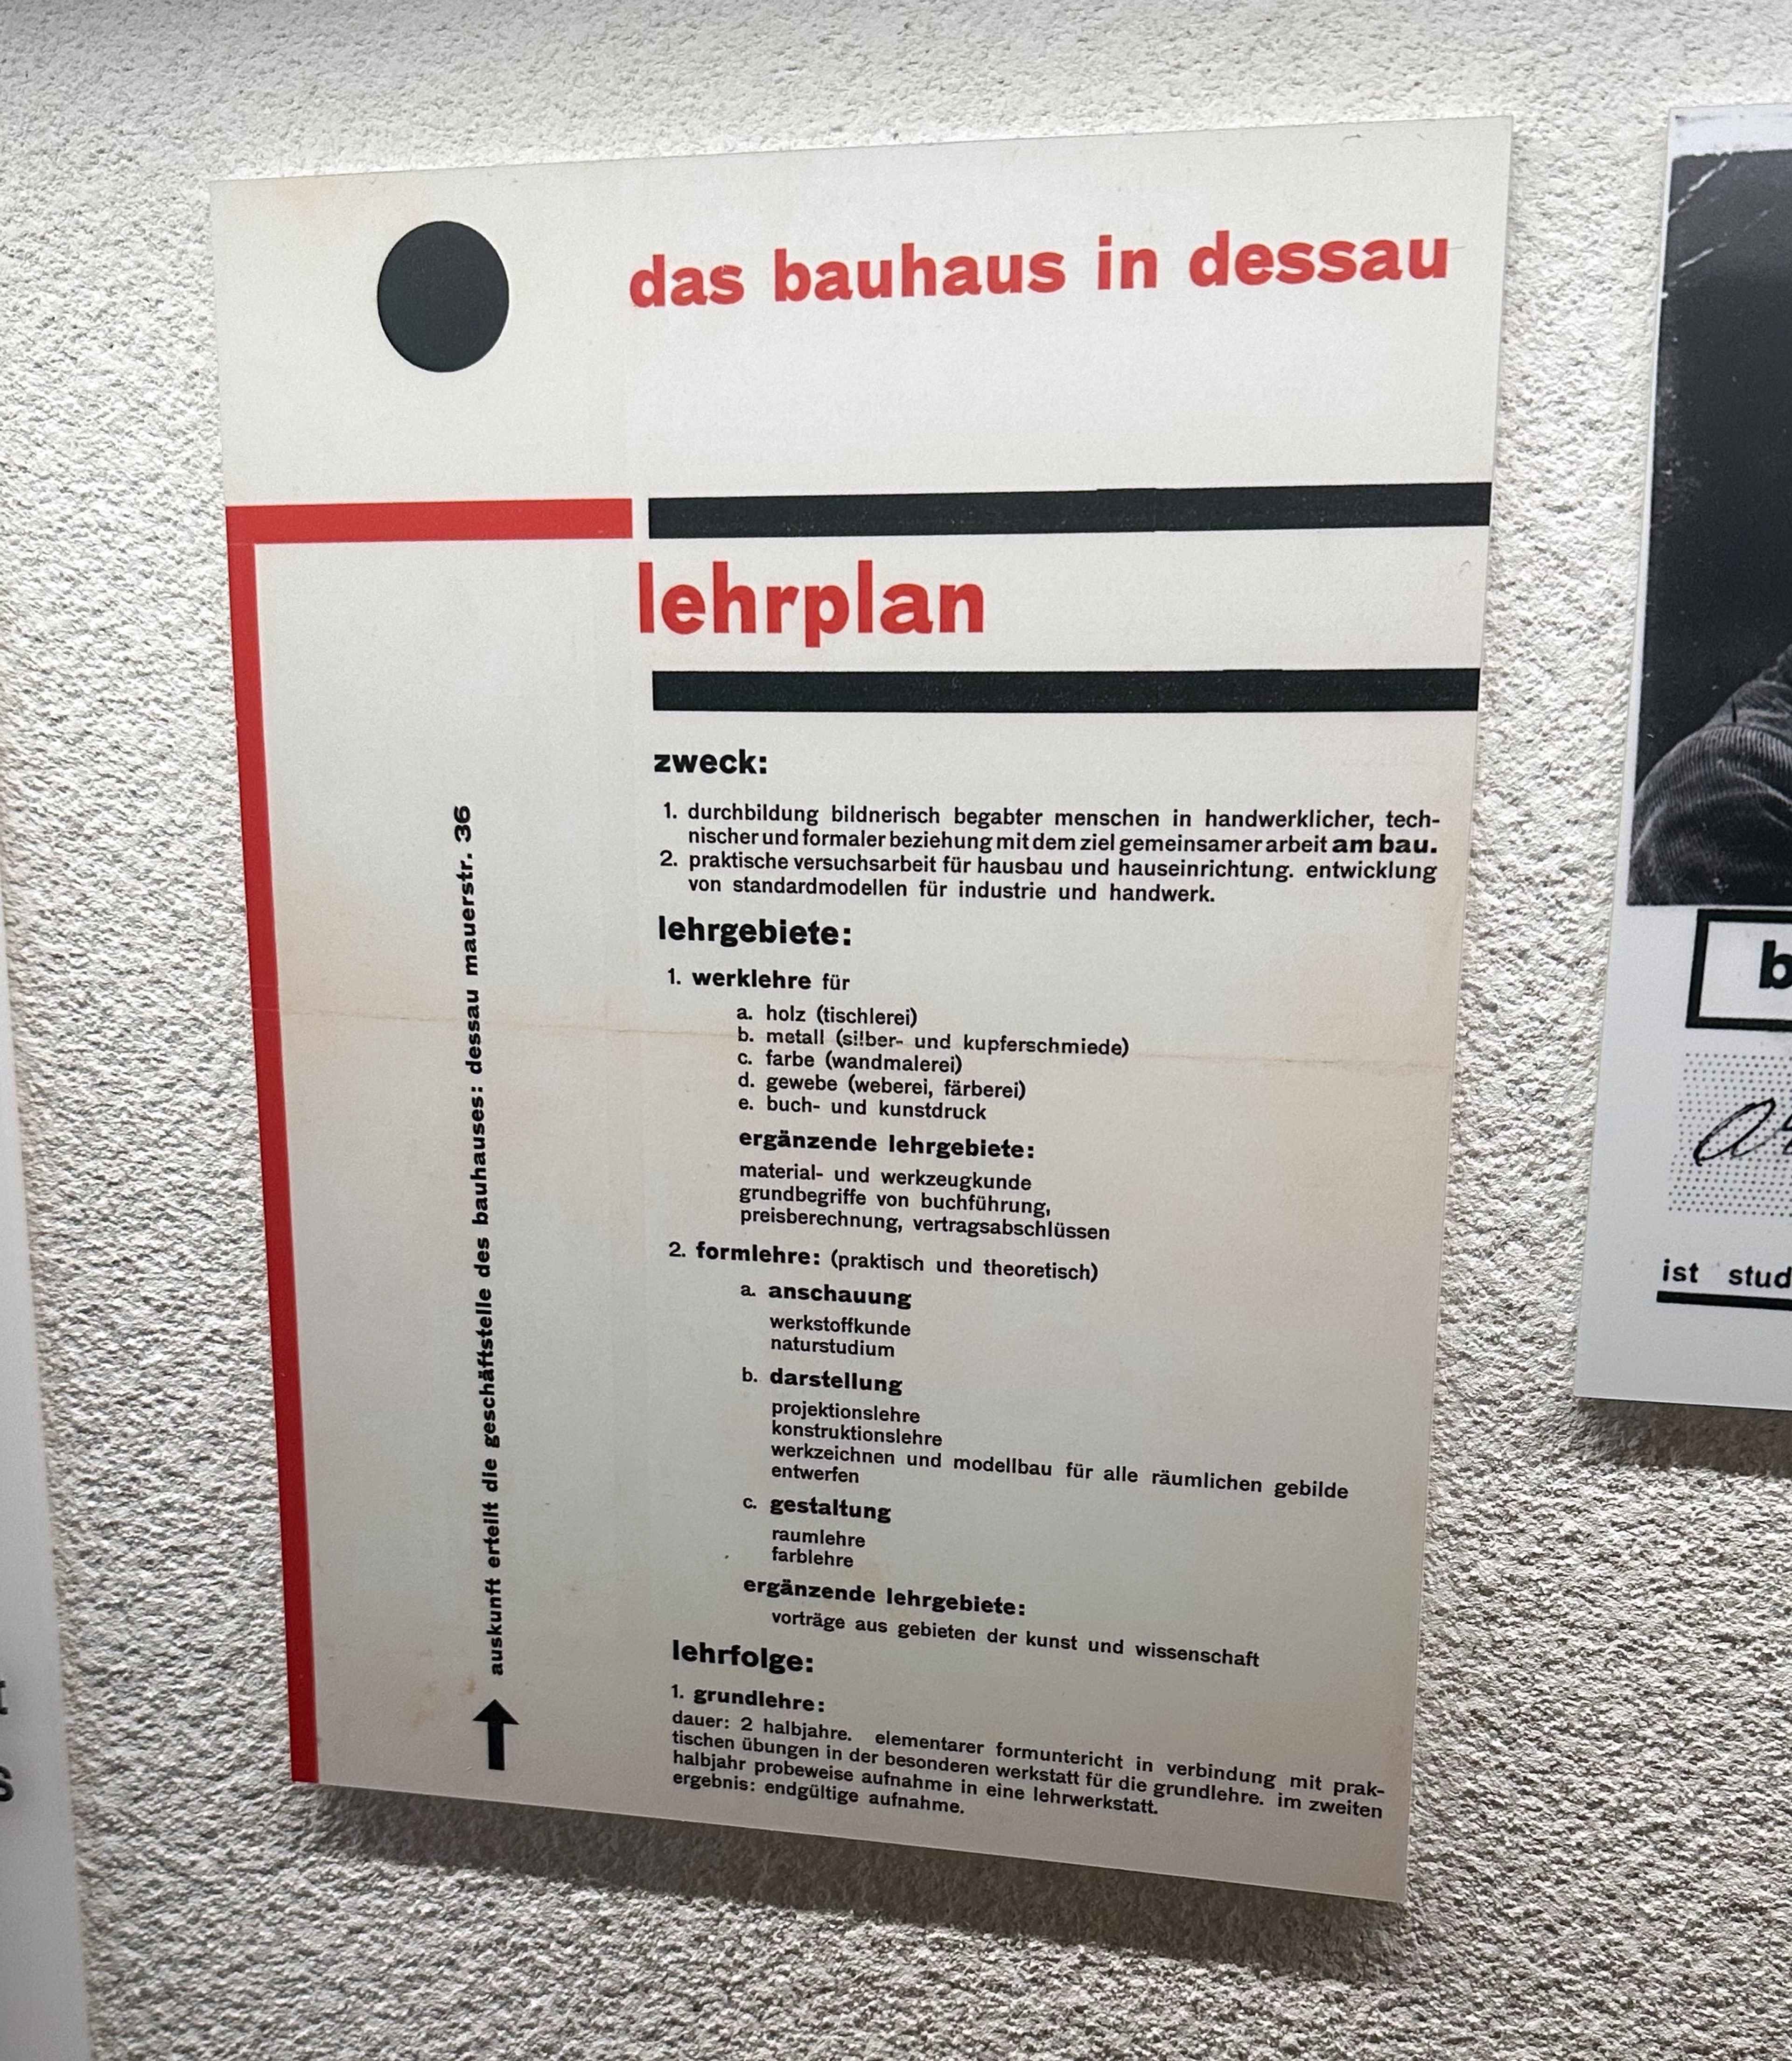 das bauhaus in dessau
lehrplan
zweck:
1. durchbildung bildnerisch begabter menschen in handwerklicher, tech-
nischer und formaler beziehung mit dem ziel gemeinsamer arbeit am bau.
2. praktische versuchsarbeit für hausbau und hauseinrichtung. entwicklung
von standardmodellen für industrie und handwerk.
lehrgebiete:
1. werklehre für
a. holz (tischlerei)
b. metall (silber- und kupferschmiede)
c. farbe (wandmalerei)
d. gewebe (weberei, färberei)
e. buch- und kunstdruck
ergänzende lehrgebiete:
material- und werkzeugkunde
grundbegriffe von buchführung,
preisberechnung, vertragsabschlüssen
2. formlehre: (praktisch und theoretisch)
a. anschauung
werkstoffkunde
naturstudium
b. darstellung
projektionslehre
konstruktionslehre
werkzeichnen und modellbau für alle räumlichen gebilde
entwerfen
c. gestaltung
raumlehre
farblehre
ergänzende lehrgebiete:
vorträge aus gebieten der kunst und wissenschaft
lehrfolge:
1. grundlehre:
dauer: 2 halbjahre. elementarer formuntericht in verbindung mit prak-
tischen übungen in der besonderen werkstatt für die grundlehre. im zweiten
halbjahr probeweise aufnahme in eine lehrwerkstatt.
ergebnis: endgültige aufnahme.
auskunft erteilt die geschäftstelle des bauhauses: dessau mauerstr. 36
b
ist stud